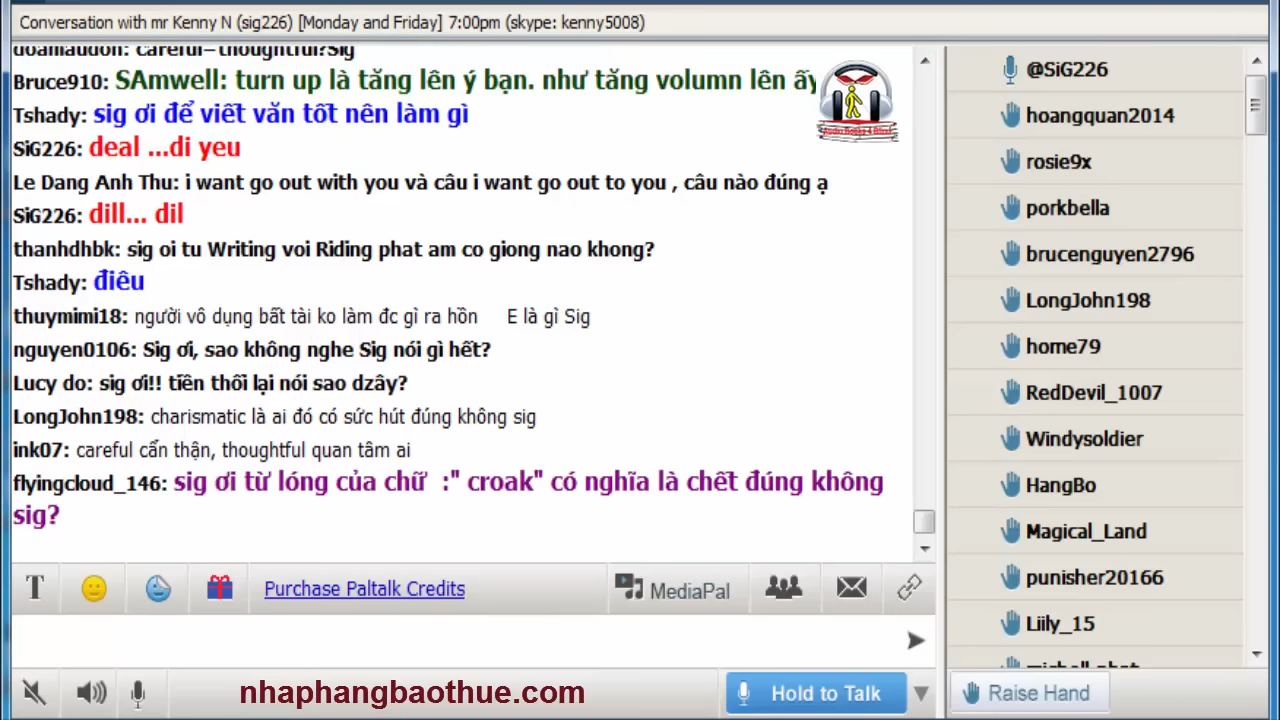 Conversation with mr Kenny N (sig226) [Monday and Friday] 7:00pm (skype: kenny5008)
doamaudon: careful–thoughtful?Sig
Bruce910: SAmwell: turn up là tăng lên ý bạn. như tăng volumn lên ấy
Tshady: sig ơi để viết văn tốt nên làm gì
SiG226: deal ...di yeu
Le Dang Anh Thu: i want go out with you và câu i want go out to you , câu nào đúng ạ
SiG226: dill... dil
thanhdhbk: sig oi tu Writing voi Riding phat am co giong nao khong?
Tshady: điêu
thuymimi18: người vô dụng bất tài ko làm đc gì ra hồn E là gì Sig
nguyen0106: Sig ơi, sao không nghe Sig nói gì hết?
Lucy do: sig ơi!! tiền thối lại nói sao dzây?
LongJohn198: charismatic là ai đó có sức hút đúng không sig
ink07: careful cẩn thận, thoughtful quan tâm ai
flyingcloud_146: sig ơi từ lóng của chữ :" croak" có nghĩa là chết đúng không
sig?
Purchase Paltalk Credits
MediaPal
nhaphangbaothue.com
Hold to Talk
@SiG226
hoangquan2014
rosie9x
porkbella
brucenguyen2796
LongJohn198
home79
RedDevil_1007
Windysoldier
HangBo
Magical_Land
punisher20166
Liily_15
Raise Hand